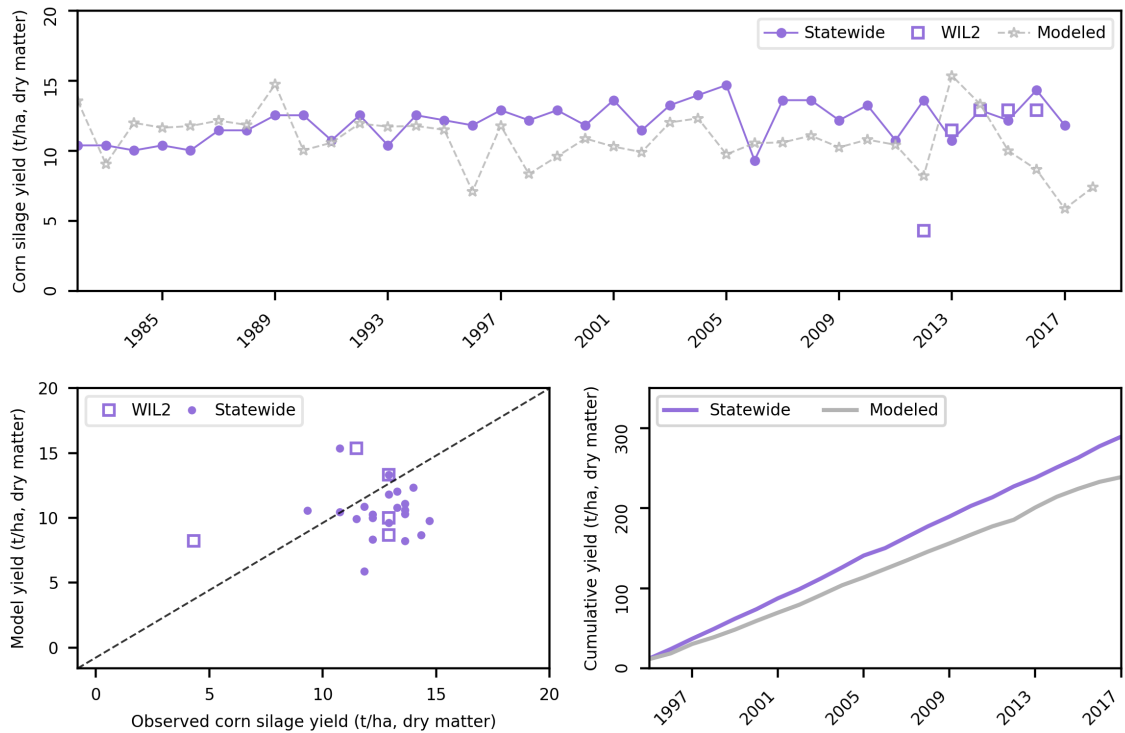 Corn silage yield (t/ha, dry matter)
20
15
10
5
0
Statewide WIL2 Modeled
1985 1989 1993 1997 2001 2005 2009 2013 2017
Model yield (t/ha, dry matter)
20
15
10
5
0
WIL2 Statewide
0 5 10 15 20
Observed corn silage yield (t/ha, dry matter)
Cumulative yield (t/ha, dry matter)
300
200
100
0
Statewide Modeled
1997 2001 2005 2009 2013 2017